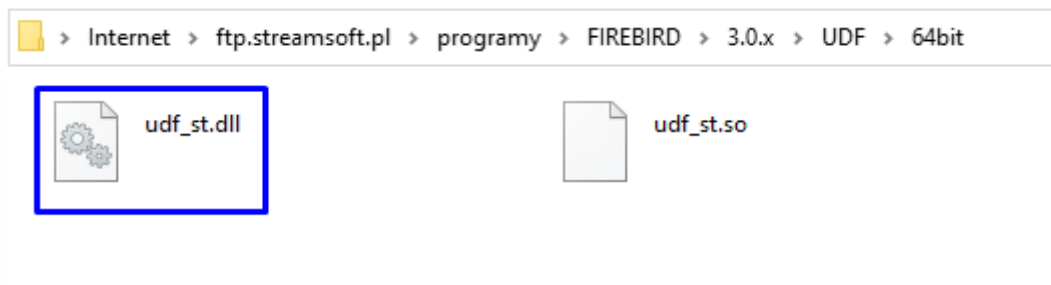 Internet > ftp.streamsoft.pl > programy > FIREBIRD > 3.0.x > UDF > 64bit
udf_st.dll
udf_st.so